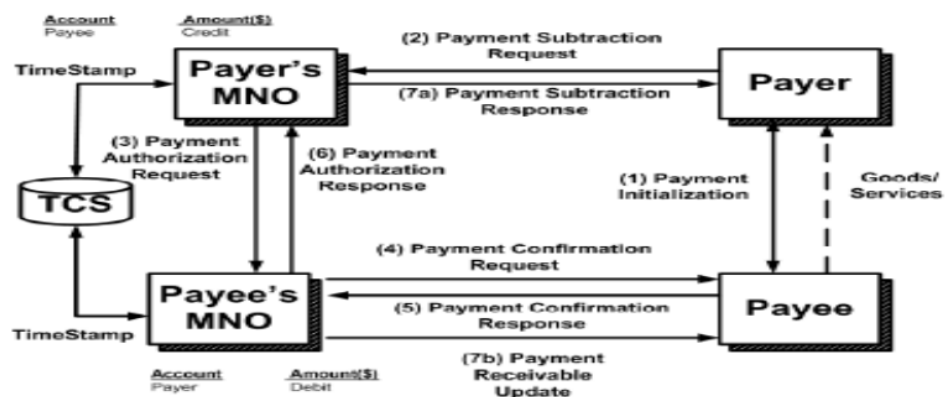 Account Amount($)
Payee Credit
(2) Payment Subtraction
Request
TimeStamp
Payer's
MNO
Payer
(7a) Payment Subtraction
Response
(3) Payment
Authorization
Request
(6) Payment
Authorization
Response
(1) Payment
Initialization
Goods/
Services
TCS
(4) Payment Confirmation
Request
Payee's
MNO
Payee
(5) Payment Confirmation
Response
TimeStamp
(7b) Payment
Receivable
Update
Account Amount($)
Payer Debit